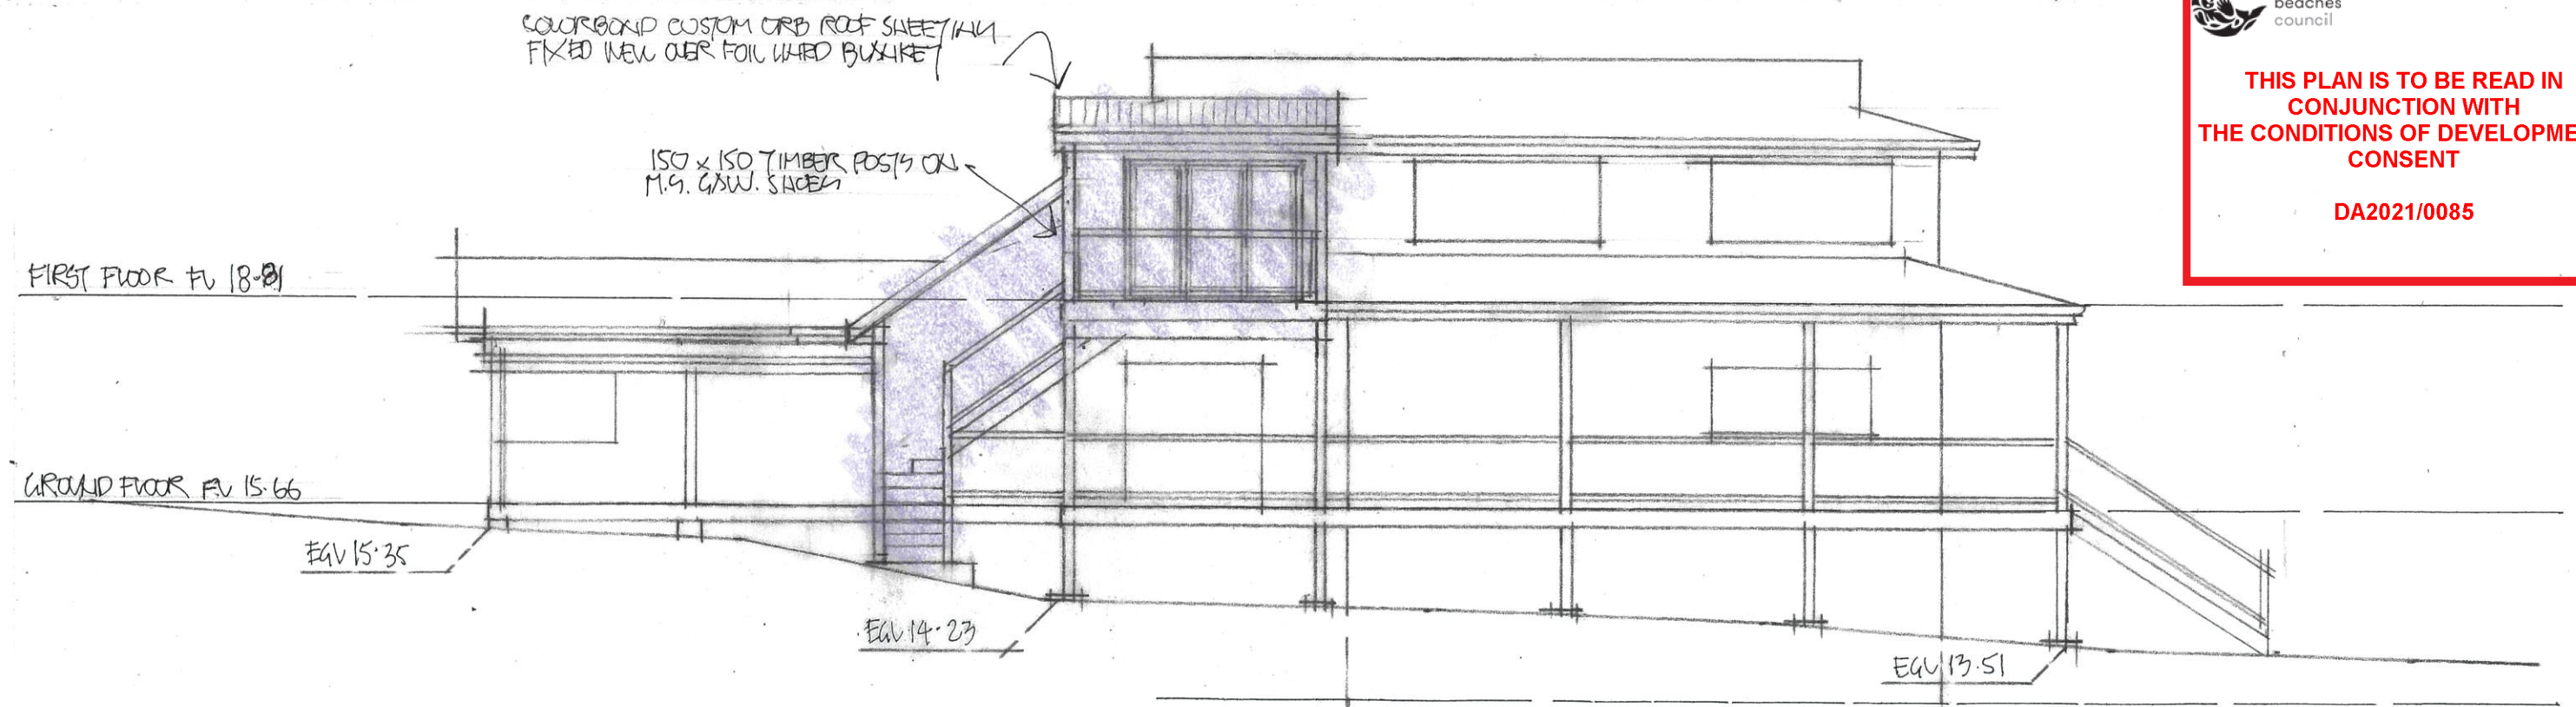 COLORBOND CUSTOM ORB ROOF SHEETING
FIXED NEW OVER FOIL LINED BLANKET
150 x 150 TIMBER POSTS ON
M.S. GALV. SHOES
FIRST FLOOR FL 18.81
GROUND FLOOR FL 15.66
EGL 15.35
EGL 14.23
EGL 13.51
beaches
council
THIS PLAN IS TO BE READ IN
CONJUNCTION WITH
THE CONDITIONS OF DEVELOPME
CONSENT
DA2021/0085